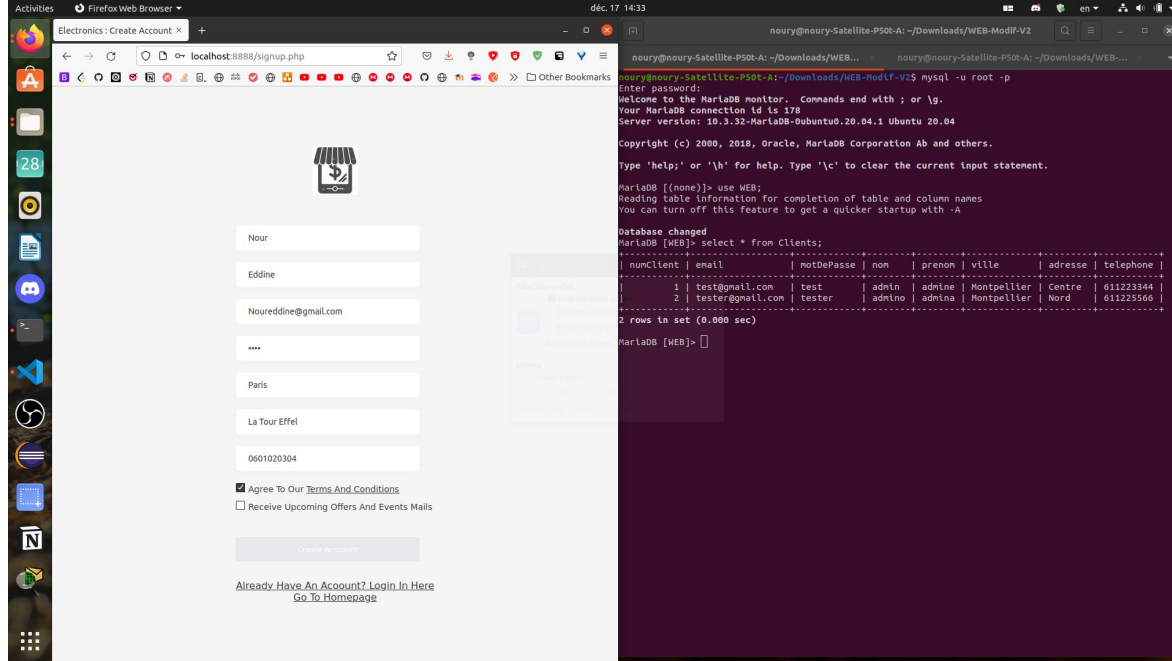 Activities Firefox Web Browser déc. 17 14:33 en
Electronics : Create Account × +
localhost:8888/signup.php
Other Bookmarks
28
Nour
Eddine
Noureddine@gmail.com
••••
Paris
La Tour Effel
0601020304
Agree To Our Terms And Conditions
Receive Upcoming Offers And Events Mails
Create Account
Already Have An Acoount? Login In Here
Go To Homepage
noury@noury-Satellite-P50t-A: ~/Downloads/WEB-Modif-V2
noury@noury-Satellite-P50t-A: ~/Downloads/WEB... × noury@noury-Satellite-P50t-A: ~/Downloads/WEB-...
noury@noury-Satellite-P50t-A:~/Downloads/WEB-Modif-V2$ mysql -u root -p
Enter password:
Welcome to the MariaDB monitor.  Commands end with ; or \g.
Your MariaDB connection id is 178
Server version: 10.3.32-MariaDB-0ubuntu0.20.04.1 Ubuntu 20.04
Copyright (c) 2000, 2018, Oracle, MariaDB Corporation Ab and others.
Type 'help;' or '\h' for help. Type '\c' to clear the current input statement.
MariaDB [(none)]> use WEB;
Reading table information for completion of table and column names
You can turn off this feature to get a quicker startup with -A
Database changed
MariaDB [WEB]> select * from Clients;
| numClient | email | motDePasse | nom | prenom | ville | adresse | telephone |
| 1 | test@gmail.com | test | admin | admine | Montpellier | Centre | 611223344 |
| 2 | tester@gmail.com | tester | admino | admina | Montpellier | Nord | 611225566 |
2 rows in set (0.000 sec)
MariaDB [WEB]>